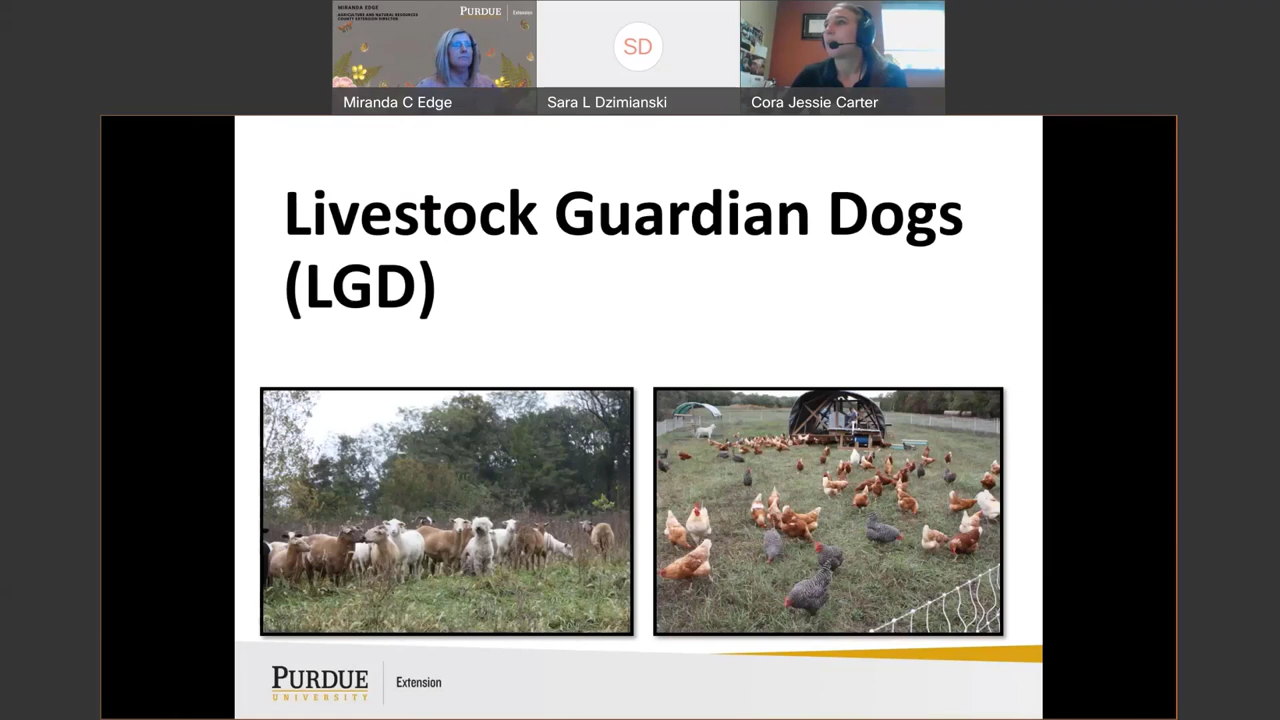 MIRANDA EDGE
AGRICULTURE AND NATURAL RESOURCES
COUNTY EXTENSION DIRECTOR
PURDUE
Extension
SD
Miranda C Edge
Sara L Dzimianski
Cora Jessie Carter
Livestock Guardian Dogs
(LGD)
PURDUE
UNIVERSITY
Extension